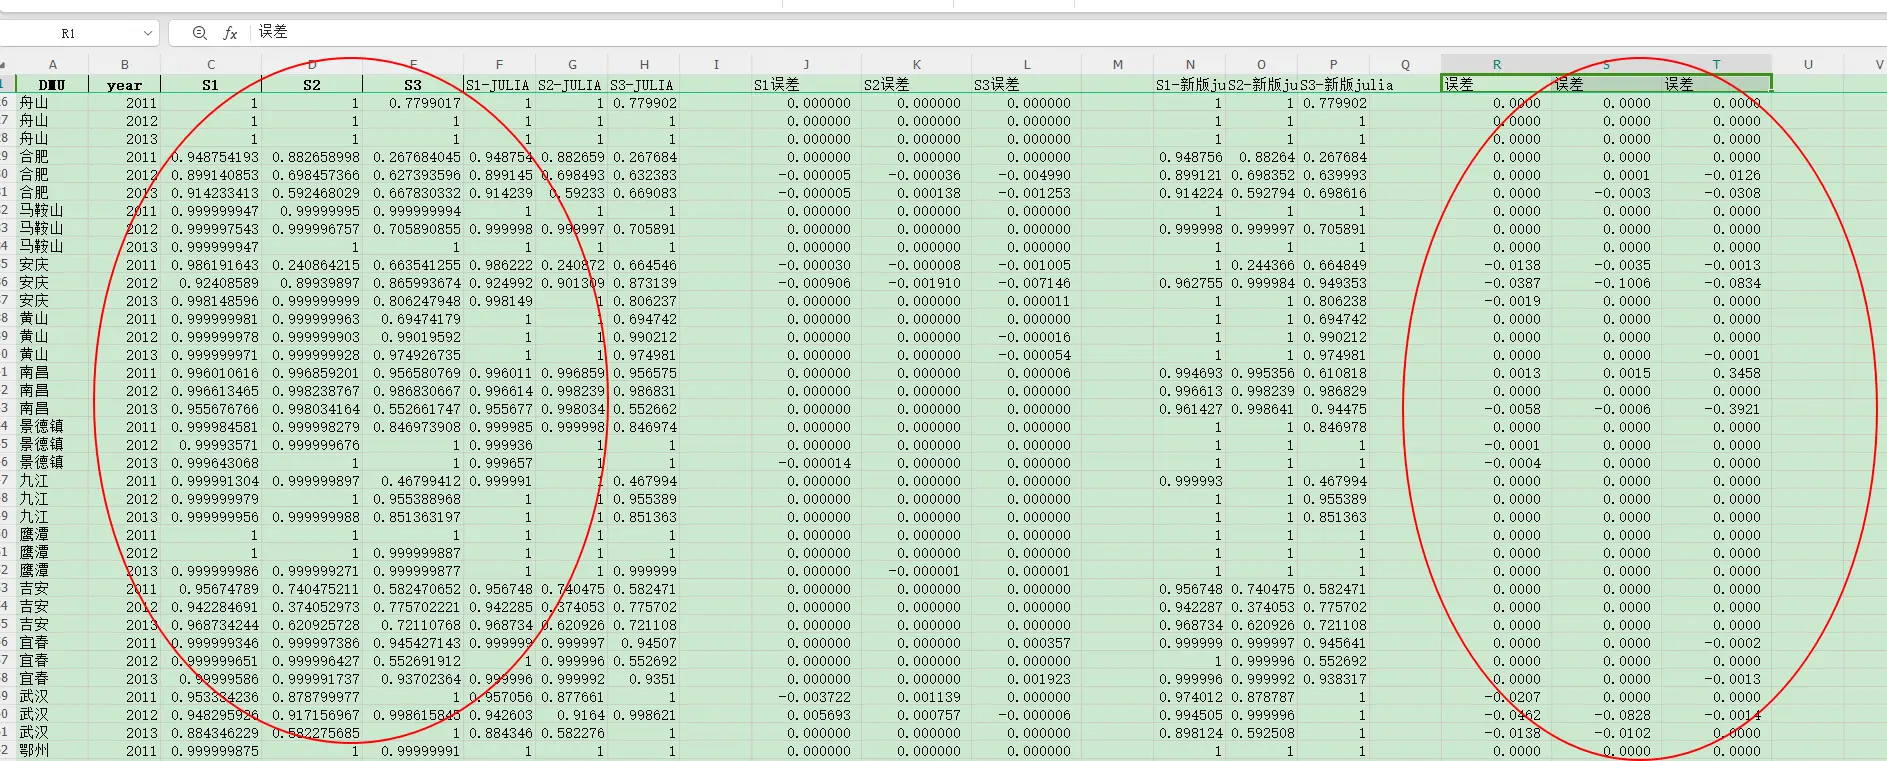 R1 fx 误差
A B C D E F G H I J K L M N O P Q R S T U V
1 DMU year S1 S2 S3 S1-JULIA S2-JULIA S3-JULIA S1误差 S2误差 S3误差 S1-新版ju S2-新版ju S3-新版julia 误差 误差 误差
26 舟山 2011 1 1 0.7799017 1 1 0.779902 0.000000 0.000000 0.000000 1 1 0.779902 0.0000 0.0000 0.0000
27 舟山 2012 1 1 1 1 1 1 0.000000 0.000000 0.000000 1 1 1 0.0000 0.0000 0.0000
28 舟山 2013 1 1 1 1 1 1 0.000000 0.000000 0.000000 1 1 1 0.0000 0.0000 0.0000
29 合肥 2011 0.948754193 0.882658998 0.267684045 0.948754 0.882659 0.267684 0.000000 0.000000 0.000000 0.948756 0.88264 0.267684 0.0000 0.0000 0.0000
30 合肥 2012 0.899140853 0.698457366 0.627393596 0.899145 0.698493 0.632383 -0.000005 -0.000036 -0.004990 0.899121 0.698352 0.639993 0.0000 0.0001 -0.0126
31 合肥 2013 0.914233413 0.592468029 0.667830332 0.914239 0.59233 0.669083 -0.000005 0.000138 -0.001253 0.914224 0.592794 0.698616 0.0000 -0.0003 -0.0308
32 马鞍山 2011 0.999999947 0.99999995 0.999999994 1 1 1 0.000000 0.000000 0.000000 1 1 1 0.0000 0.0000 0.0000
33 马鞍山 2012 0.999997543 0.999996757 0.705890855 0.999998 0.999997 0.705891 0.000000 0.000000 0.000000 0.999998 0.999997 0.705891 0.0000 0.0000 0.0000
34 马鞍山 2013 0.999999947 1 1 1 1 1 0.000000 0.000000 0.000000 1 1 1 0.0000 0.0000 0.0000
35 安庆 2011 0.986191643 0.240864215 0.663541255 0.986222 0.240872 0.664546 -0.000030 -0.000008 -0.001005 1 0.244366 0.664849 -0.0138 -0.0035 -0.0013
36 安庆 2012 0.92408589 0.89939897 0.865993674 0.924992 0.901309 0.873139 -0.000906 -0.001910 -0.007146 0.962755 0.999984 0.949353 -0.0387 -0.1006 -0.0834
37 安庆 2013 0.998148596 0.999999999 0.806247948 0.998149 1 0.806237 0.000000 0.000000 0.000011 1 1 0.806238 -0.0019 0.0000 0.0000
38 黄山 2011 0.999999981 0.999999963 0.69474179 1 1 0.694742 0.000000 0.000000 0.000000 1 1 0.694742 0.0000 0.0000 0.0000
39 黄山 2012 0.999999978 0.999999903 0.99019592 1 1 0.990212 0.000000 0.000000 -0.000016 1 1 0.990212 0.0000 0.0000 0.0000
40 黄山 2013 0.999999971 0.999999928 0.974926735 1 1 0.974981 0.000000 0.000000 -0.000054 1 1 0.974981 0.0000 0.0000 -0.0001
41 南昌 2011 0.996010616 0.996859201 0.956580769 0.996011 0.996859 0.956575 0.000000 0.000000 0.000006 0.994693 0.995356 0.610818 0.0013 0.0015 0.3458
42 南昌 2012 0.996613465 0.998238767 0.986830667 0.996614 0.998239 0.986831 0.000000 0.000000 0.000000 0.996613 0.998239 0.986829 0.0000 0.0000 0.0000
43 南昌 2013 0.955676766 0.998034164 0.552661747 0.955677 0.998034 0.552662 0.000000 0.000000 0.000000 0.961427 0.998641 0.94475 -0.0058 -0.0006 -0.3921
44 景德镇 2011 0.999984581 0.999998279 0.846973908 0.999985 0.999998 0.846974 0.000000 0.000000 0.000000 1 1 0.846978 0.0000 0.0000 0.0000
45 景德镇 2012 0.99993571 0.999999676 1 0.999936 1 1 0.000000 0.000000 0.000000 1 1 1 -0.0001 0.0000 0.0000
46 景德镇 2013 0.999643068 1 1 0.999657 1 1 -0.000014 0.000000 0.000000 1 1 1 -0.0004 0.0000 0.0000
47 九江 2011 0.999991304 0.999999897 0.46799412 0.999991 1 0.467994 0.000000 0.000000 0.000000 0.999993 1 0.467994 0.0000 0.0000 0.0000
48 九江 2012 0.999999979 1 0.955388968 1 1 0.955389 0.000000 0.000000 0.000000 1 1 0.955389 0.0000 0.0000 0.0000
49 九江 2013 0.999999956 0.999999988 0.851363197 1 1 0.851363 0.000000 0.000000 0.000000 1 1 0.851363 0.0000 0.0000 0.0000
50 鹰潭 2011 1 1 1 1 1 1 0.000000 0.000000 0.000000 1 1 1 0.0000 0.0000 0.0000
51 鹰潭 2012 1 1 0.999999887 1 1 1 0.000000 0.000000 0.000000 1 1 1 0.0000 0.0000 0.0000
52 鹰潭 2013 0.999999986 0.999999271 0.999999877 1 1 0.999999 0.000000 -0.000001 0.000001 1 1 1 0.0000 0.0000 0.0000
53 吉安 2011 0.95674789 0.740475211 0.582470652 0.956748 0.740475 0.582471 0.000000 0.000000 0.000000 0.956748 0.740475 0.582471 0.0000 0.0000 0.0000
54 吉安 2012 0.942284691 0.374052973 0.775702221 0.942285 0.374053 0.775702 0.000000 0.000000 0.000000 0.942287 0.374053 0.775702 0.0000 0.0000 0.0000
55 吉安 2013 0.968734244 0.620925728 0.72110768 0.968734 0.620926 0.721108 0.000000 0.000000 0.000000 0.968734 0.620926 0.721108 0.0000 0.0000 0.0000
56 宜春 2011 0.999999346 0.999997386 0.945427143 0.999999 0.999997 0.94507 0.000000 0.000000 0.000357 0.999999 0.999997 0.945641 0.0000 0.0000 -0.0002
57 宜春 2012 0.999999651 0.999996427 0.552691912 1 0.999996 0.552692 0.000000 0.000000 0.000000 1 0.999996 0.552692 0.0000 0.0000 0.0000
58 宜春 2013 0.99999586 0.999991737 0.93702364 0.999996 0.999992 0.9351 0.000000 0.000000 0.001923 0.999996 0.999992 0.938317 0.0000 0.0000 -0.0013
59 武汉 2011 0.953334236 0.878799777 1 0.957056 0.877661 1 -0.003722 0.001139 0.000000 0.974012 0.878787 1 -0.0207 0.0000 0.0000
60 武汉 2012 0.948295926 0.917156967 0.998615845 0.942603 0.9164 0.998621 0.005693 0.000757 -0.000006 0.994505 0.999996 1 -0.0462 -0.0828 -0.0014
61 武汉 2013 0.884346229 0.582275685 1 0.884346 0.582276 1 0.000000 0.000000 0.000000 0.898124 0.592508 1 -0.0138 -0.0102 0.0000
62 鄂州 2011 0.999999875 1 0.99999991 1 1 1 0.000000 0.000000 0.000000 1 1 1 0.0000 0.0000 0.0000